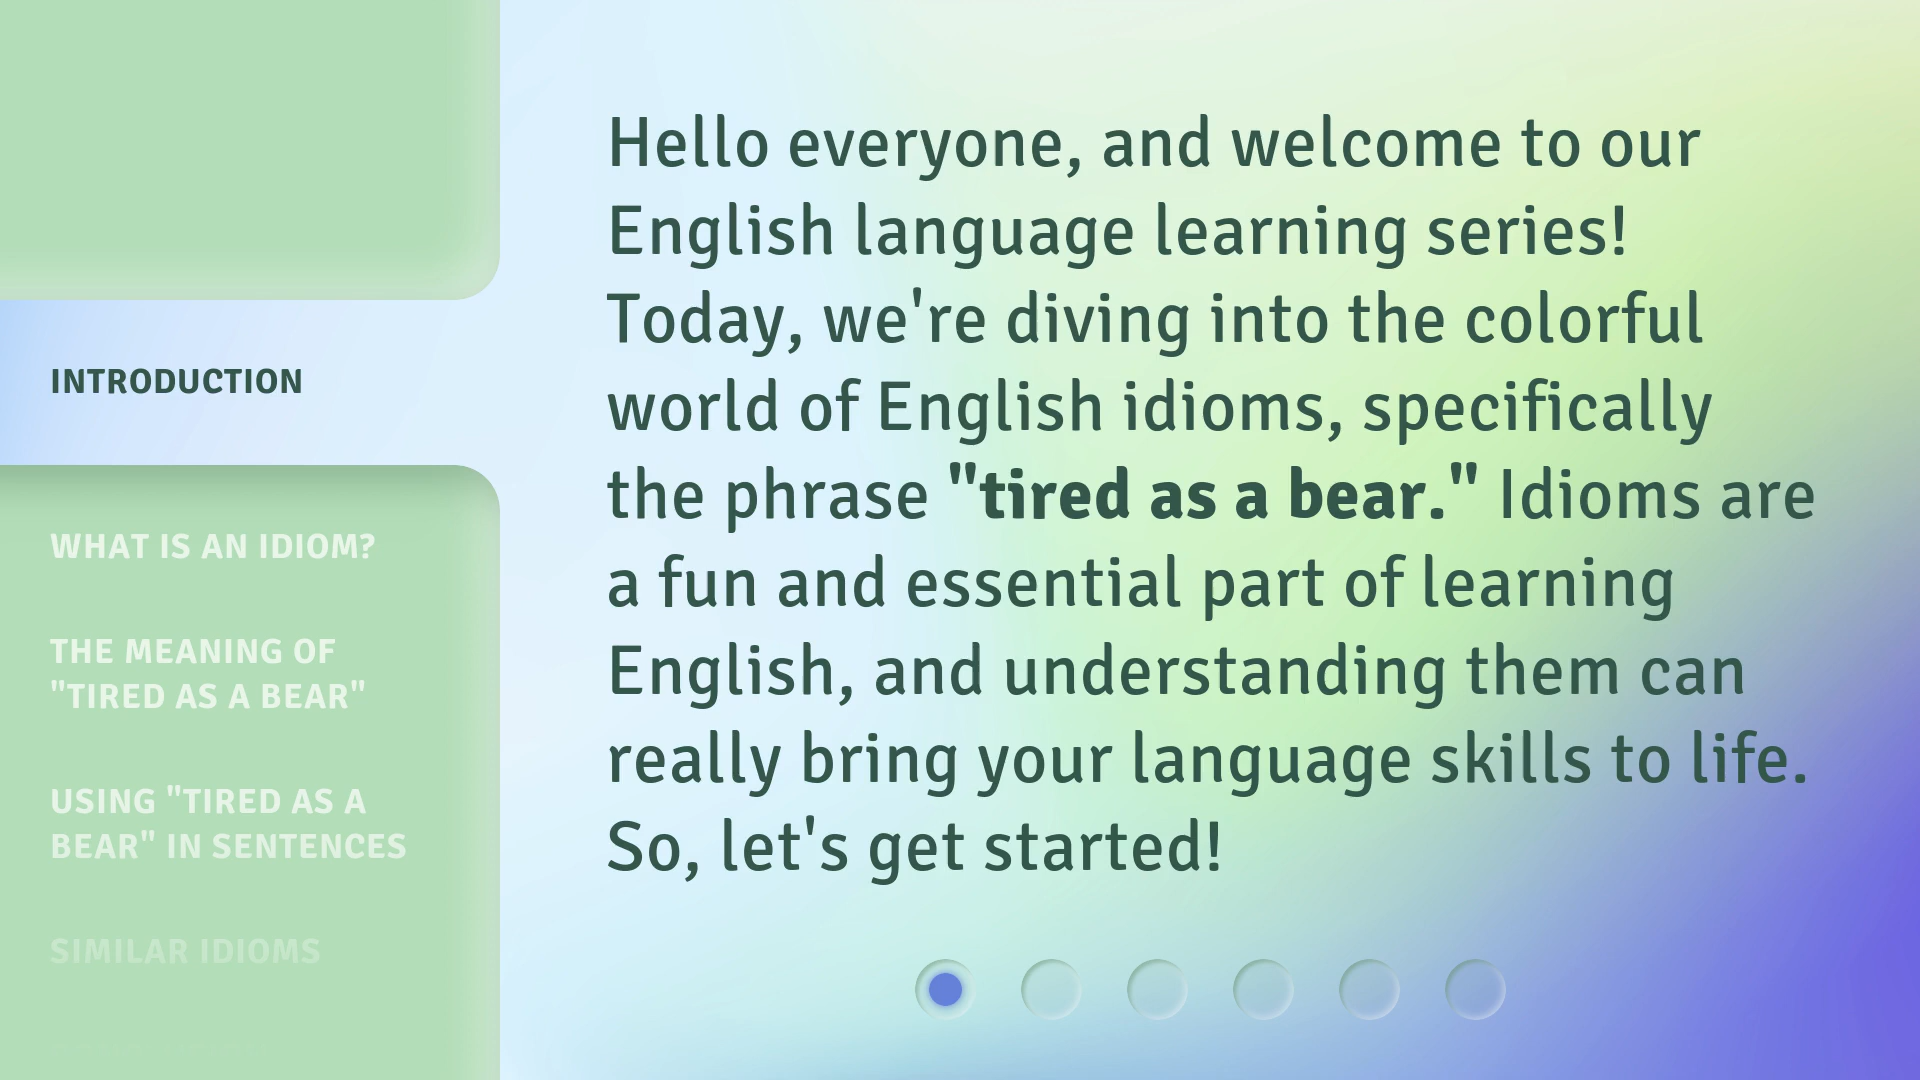 INTRODUCTION
WHAT IS AN IDIOM?
THE MEANING OF
"TIRED AS A BEAR"
USING "TIRED AS A
BEAR" IN SENTENCES
SIMILAR IDIOMS
Hello everyone, and welcome to our
English language learning series!
Today, we're diving into the colorful
world of English idioms, specifically
the phrase "tired as a bear." Idioms are
a fun and essential part of learning
English, and understanding them can
really bring your language skills to life.
So, let's get started!